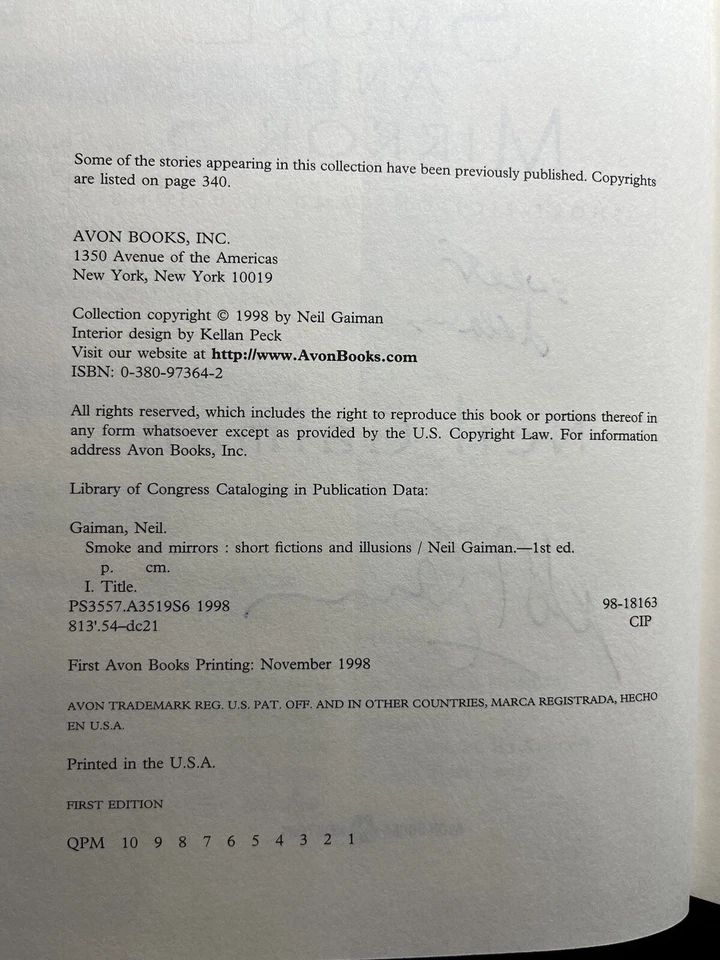 Some of the stories appearing in this collection have been previously published. Copyrights
are listed on page 340.
AVON BOOKS, INC.
1350 Avenue of the Americas
New York, New York 10019
Collection copyright © 1998 by Neil Gaiman
Interior design by Kellan Peck
Visit our website at http://www.AvonBooks.com
ISBN: 0-380-97364-2
All rights reserved, which includes the right to reproduce this book or portions thereof in
any form whatsoever except as provided by the U.S. Copyright Law. For information
address Avon Books, Inc.
Library of Congress Cataloging in Publication Data:
Gaiman, Neil.
Smoke and mirrors : short fictions and illusions / Neil Gaiman.—1st ed.
p. cm.
I. Title.
PS3557.A3519S6 1998 98-18163
813'.54–dc21 CIP
First Avon Books Printing: November 1998
AVON TRADEMARK REG. U.S. PAT. OFF. AND IN OTHER COUNTRIES, MARCA REGISTRADA, HECHO
EN U.S.A.
Printed in the U.S.A.
FIRST EDITION
QPM 10 9 8 7 6 5 4 3 2 1